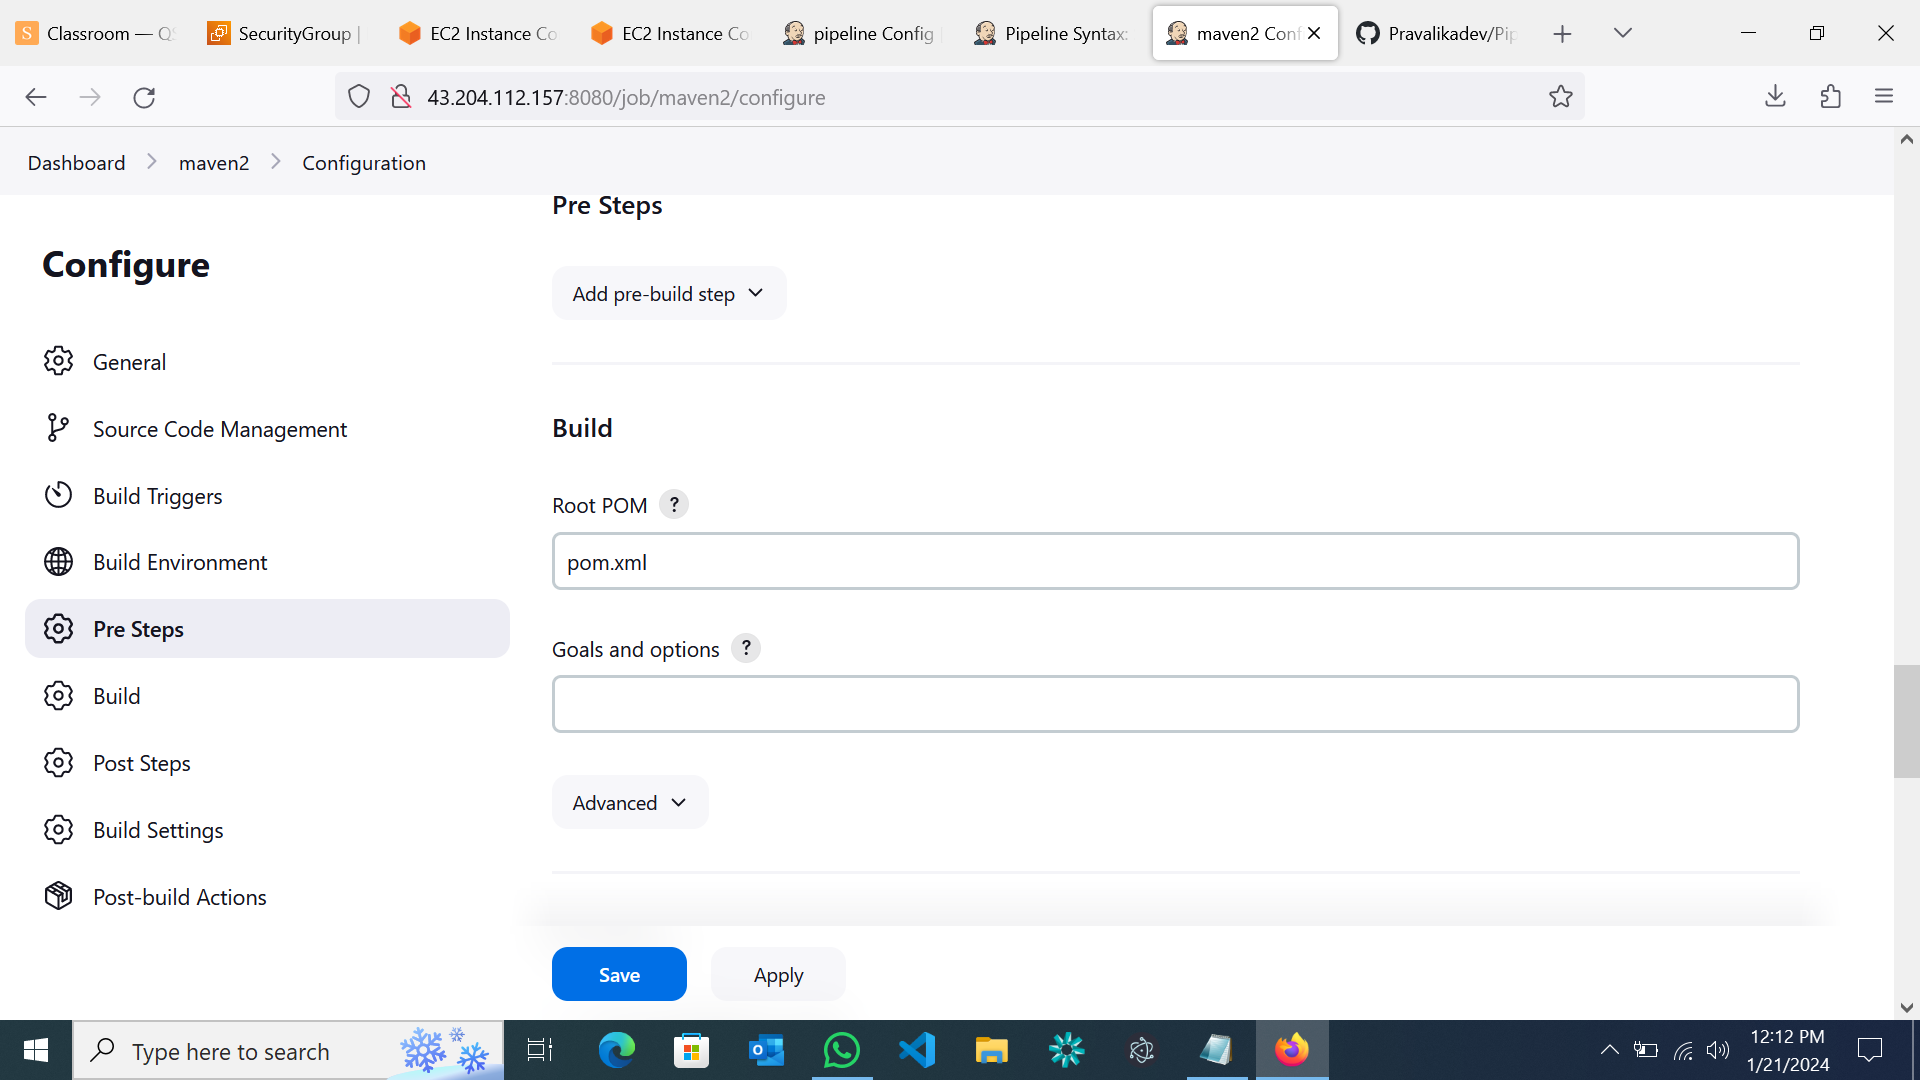 S Classroom — QS
SecurityGroup |
EC2 Instance Co
EC2 Instance Co
pipeline Config
Pipeline Syntax:
maven2 Conf
Pravalikadev/Pip
43.204.112.157:8080/job/maven2/configure
Dashboard
maven2
Configuration
Configure
General
Source Code Management
Build Triggers
Build Environment
Pre Steps
Build
Post Steps
Build Settings
Post-build Actions
Pre Steps
Add pre-build step
Build
Root POM ?
pom.xml
Goals and options ?
Advanced
Save
Apply
Type here to search
12:12 PM
1/21/2024